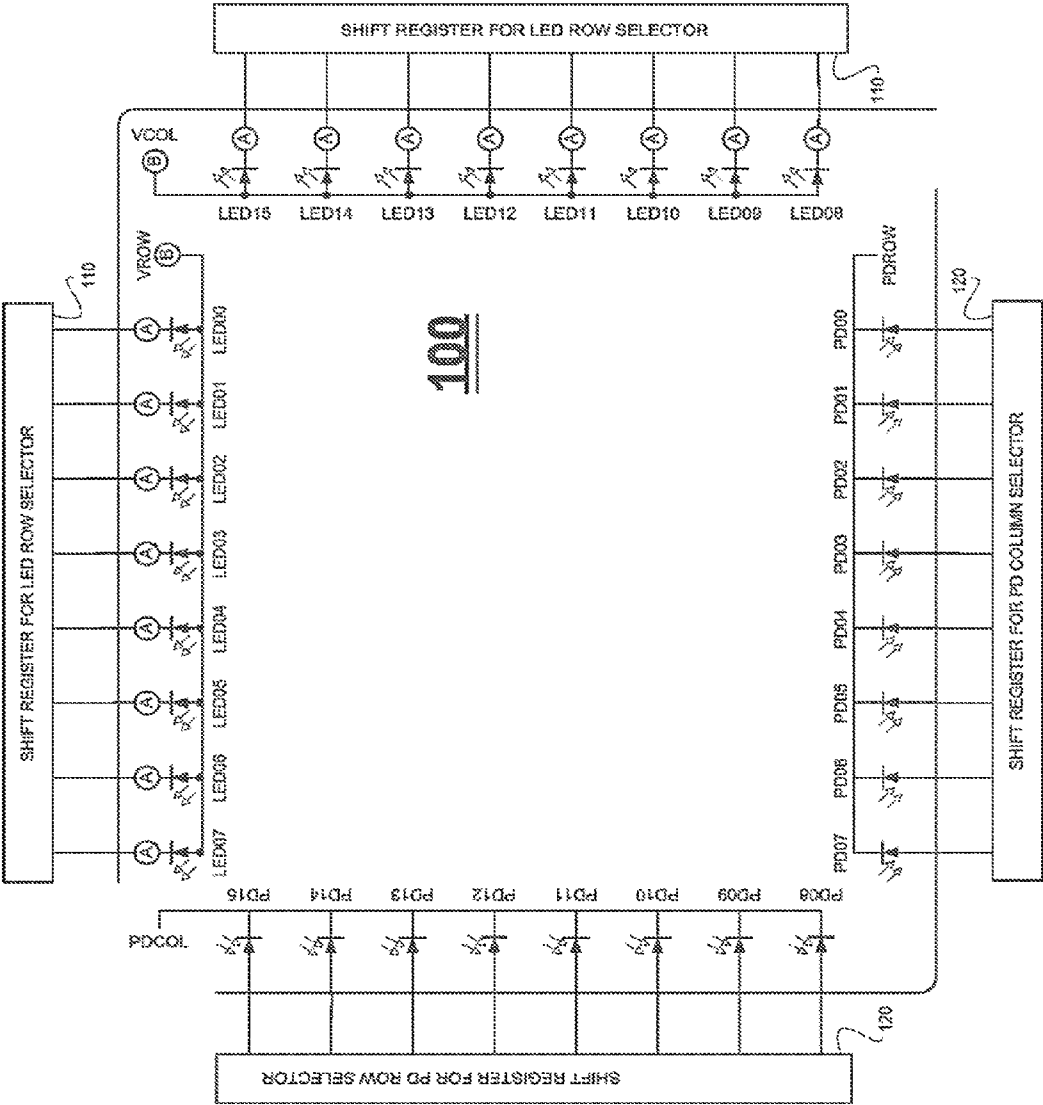 SHIFT REGISTER FOR LED ROW SELECTOR
110
VCOL
B
A
A
A
A
A
A
A
A
LED15
LED14
LED13
LED12
LED11
LED10
LED09
LED08
SHIFT REGISTER FOR LED ROW SELECTOR
110
VROW
B
A
A
A
A
A
A
A
A
LED00
LED01
LED02
LED03
LED04
LED05
LED06
LED07
100
PDROW
PD00
PD01
PD02
PD03
PD04
PD05
PD06
PD07
120
SHIFT REGISTER FOR PD COLUMN SELECTOR
PDCOL
PD15
PD14
PD13
PD12
PD11
PD10
PD09
PD08
120
SHIFT REGISTER FOR PD ROW SELECTOR